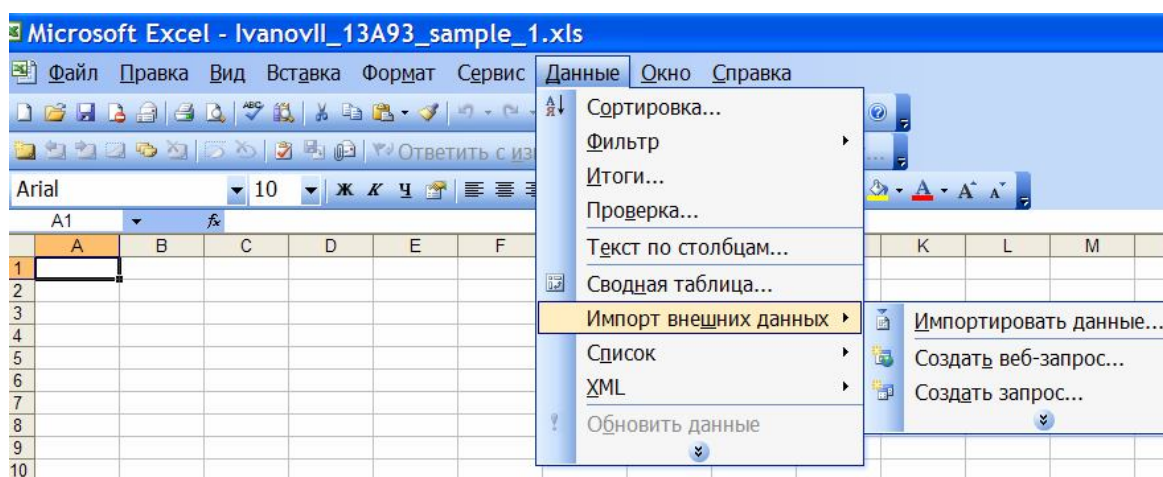 Microsoft Excel - IvanovII_13A93_sample_1.xls
Файл Правка Вид Вставка Формат Сервис Данные Окно Справка
Сортировка...
Фильтр
Ответить с
Итоги...
Arial 10 Ж К Ч
Проверка...
A1 fx
Текст по столбцам...
A B C D E F K L M
1
2
Сводная таблица...
3
Импорт внешних данных
Импортировать данные...
4
5
Список
Создать веб-запрос...
6
XML
Создать запрос...
7
8
Обновить данные
9
10